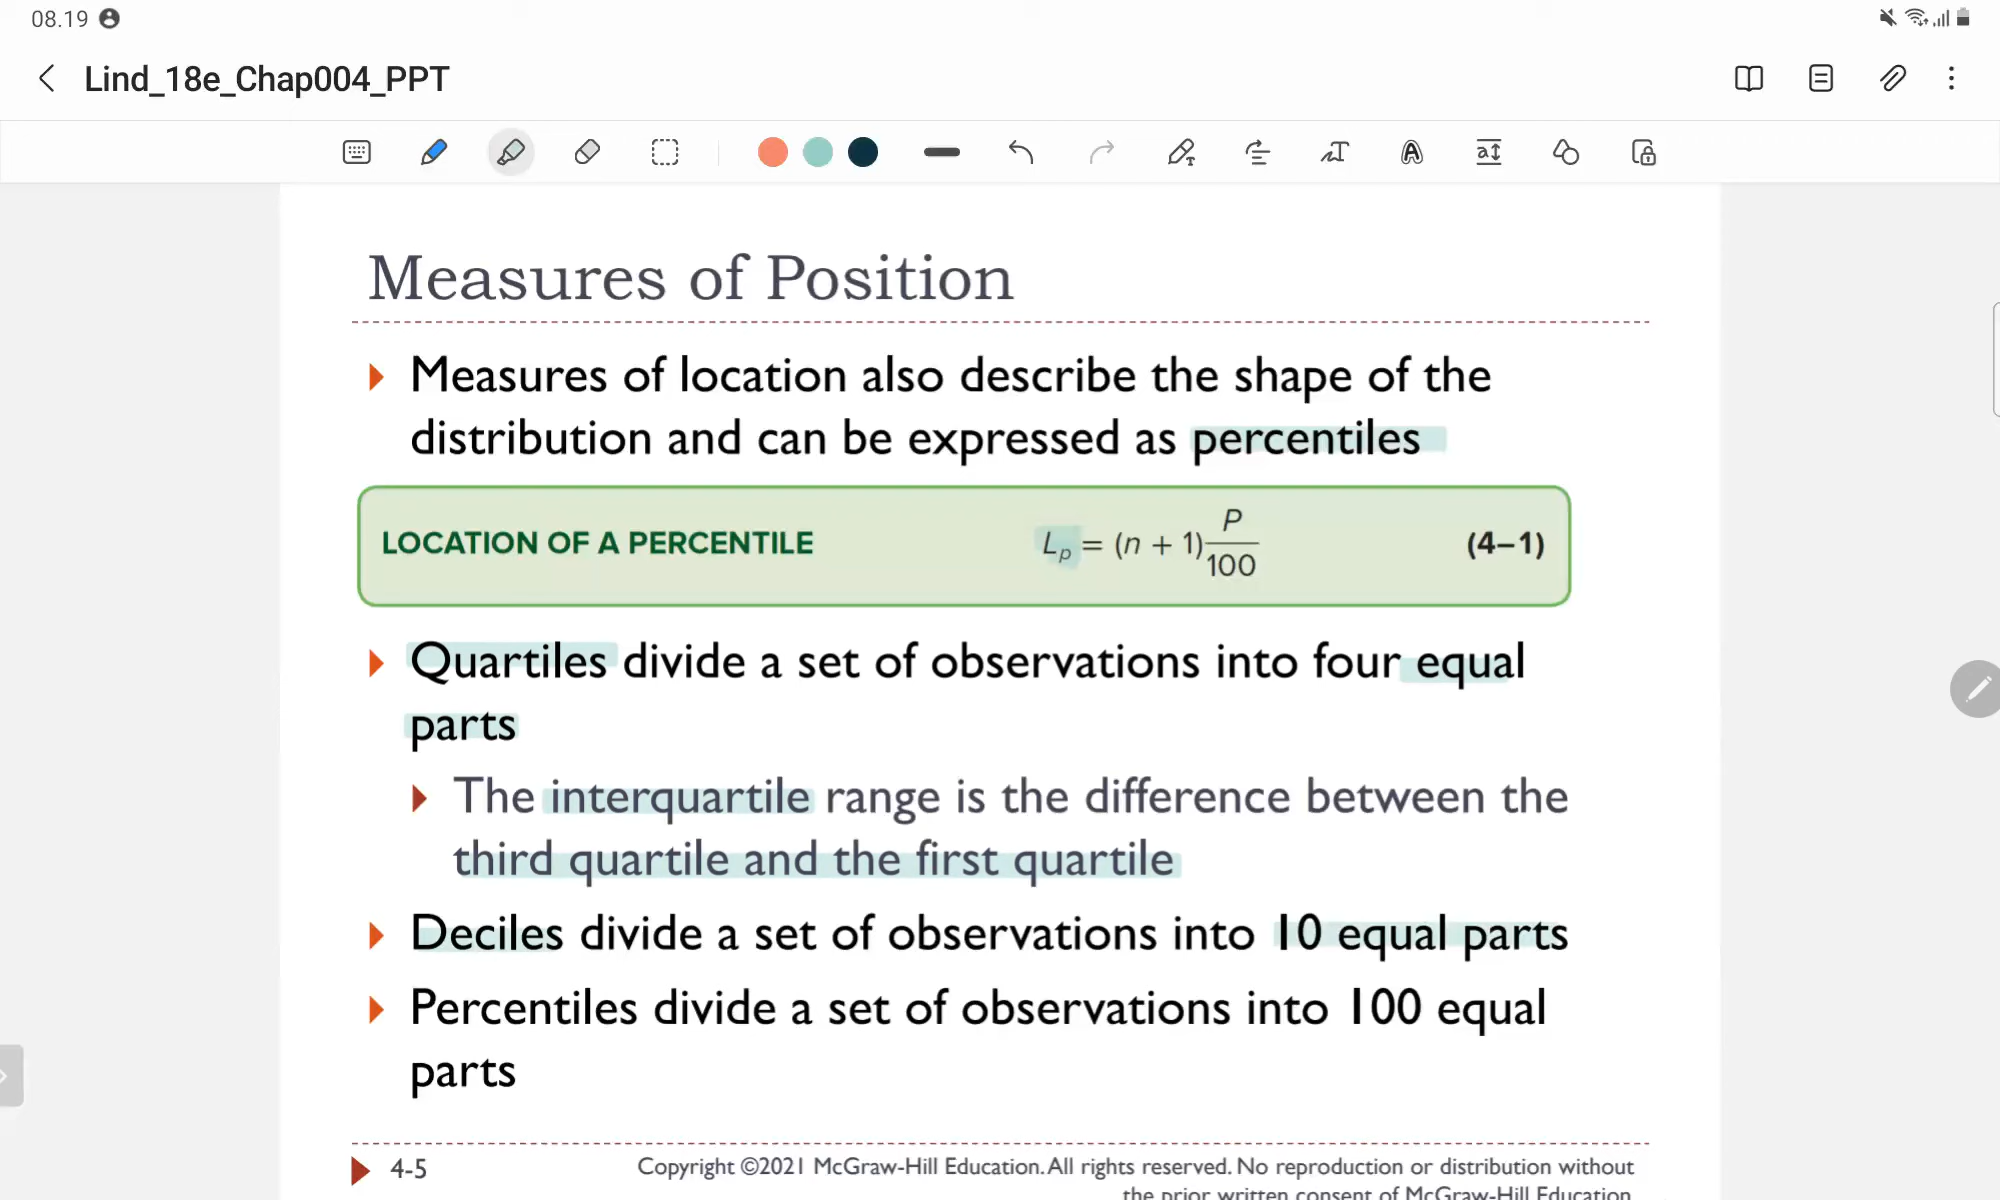 08.19
Lind_18e_Chap004_PPT
Measures of Position
Measures of location also describe the shape of the
distribution and can be expressed as percentiles
LOCATION OF A PERCENTILE Lp = (n + 1) P/100 (4–1)
Quartiles divide a set of observations into four equal
parts
The interquartile range is the difference between the
third quartile and the first quartile
Deciles divide a set of observations into 10 equal parts
Percentiles divide a set of observations into 100 equal
parts
4-5 Copyright ©2021 McGraw-Hill Education. All rights reserved. No reproduction or distribution without
the prior written consent of McGraw-Hill Education.